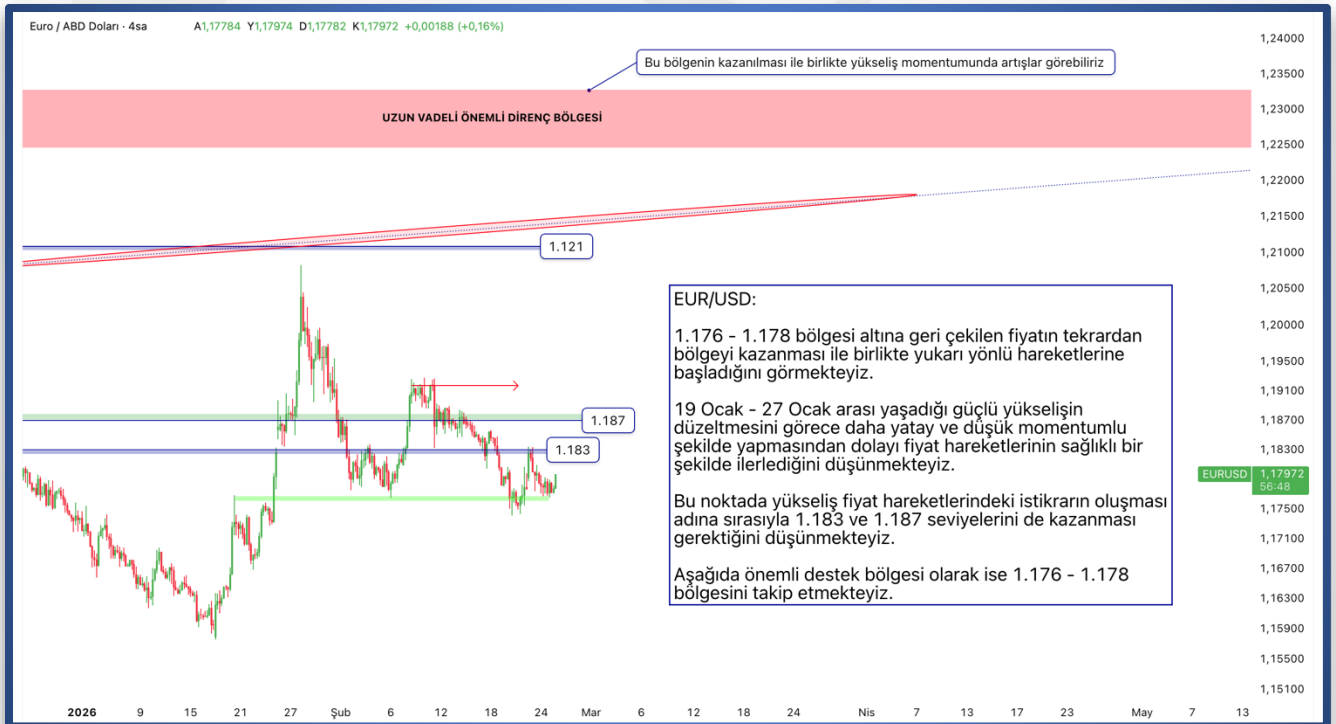 Euro / ABD Doları · 4sa A1,17784 Y1,17974 D1,17782 K1,17972 +0,00188 (+0,16%)
1,24000
Bu bölgenin kazanılması ile birlikte yükseliş momentumunda artışlar görebiliriz
1,23500
1,23000
UZUN VADELİ ÖNEMLİ DİRENÇ BÖLGESİ
1,22500
1,22000
1,21500
1.121
1,21000
1,20500
1,20000
1,19500
1,19100
1.187
1,18700
1.183
1,18300
EURUSD 1,17972
56:48
1,17500
1,17100
1,16700
1,16300
1,15900
1,15500
1,15100
EUR/USD:
1.176 - 1.178 bölgesi altına geri çekilen fiyatın tekrardan
bölgeyi kazanması ile birlikte yukarı yönlü hareketlerine
başladığını görmekteyiz.
19 Ocak - 27 Ocak arası yaşadığı güçlü yükselişin
düzeltmesini görece daha yatay ve düşük momentumlu
şekilde yapmasından dolayı fiyat hareketlerinin sağlıklı bir
şekilde ilerlediğini düşünmekteyiz.
Bu noktada yükseliş fiyat hareketlerindeki istikrarın oluşması
adına sırasıyla 1.183 ve 1.187 seviyelerini de kazanması
gerektiğini düşünmekteyiz.
Aşağıda önemli destek bölgesi olarak ise 1.176 - 1.178
bölgesini takip etmekteyiz.
2026 9 15 21 27 Şub 6 12 18 24 Mar 6 12 18 24 Nis 7 13 17 23 May 7 13